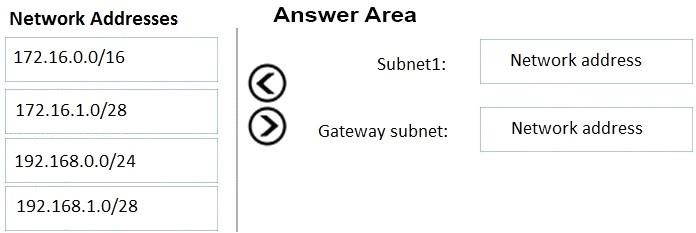 Network Addresses
172.16.0.0/16
172.16.1.0/28
192.168.0.0/24
192.168.1.0/28
Answer Area
Subnet1: Network address
Gateway subnet: Network address